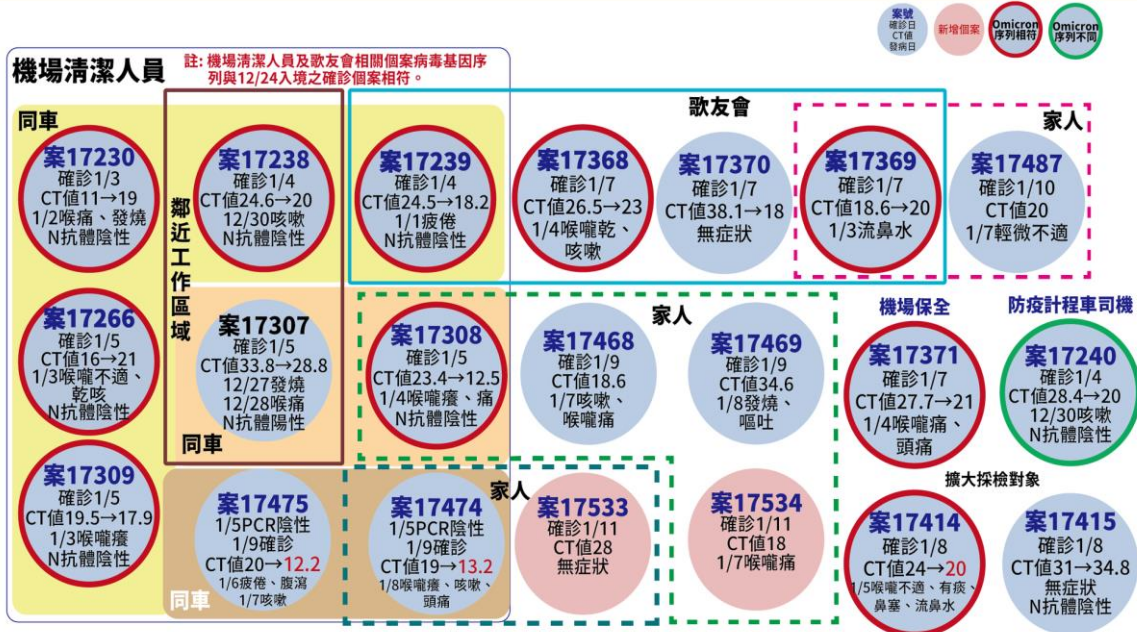 案號
確診日
CT值
發病日
新增個案
Omicron
序列相符
Omicron
序列不同
機場清潔人員
註: 機場清潔人員及歌友會相關個案病毒基因序
列與12/24入境之確診個案相符。
同車
案17230
確診1/3
CT值11→19
1/2喉痛、發燒
N抗體陰性
鄰近工作區域
案17238
確診1/4
CT值24.6→20
12/30咳嗽
N抗體陰性
案17239
確診1/4
CT值24.5→18.2
1/1疲倦
N抗體陰性
歌友會
案17368
確診1/7
CT值26.5→23
1/4喉嚨乾、
咳嗽
案17370
確診1/7
CT值38.1→18
無症狀
案17369
確診1/7
CT值18.6→20
1/3流鼻水
家人
案17487
確診1/10
CT值20
1/7輕微不適
案17266
確診1/5
CT值16→21
1/3喉嚨不適、
乾咳
N抗體陰性
案17307
確診1/5
CT值33.8→28.8
12/27發燒
12/28喉痛
N抗體陽性
同車
案17308
確診1/5
CT值23.4→12.5
1/4喉嚨癢、痛
N抗體陰性
家人
案17468
確診1/9
CT值18.6
1/7咳嗽、
喉嚨痛
案17469
確診1/9
CT值34.6
1/8發燒、
嘔吐
機場保全
案17371
確診1/7
CT值27.7→21
1/4喉嚨痛、
頭痛
防疫計程車司機
案17240
確診1/4
CT值28.4→20
12/30咳嗽
N抗體陰性
案17309
確診1/5
CT值19.5→17.9
1/3喉嚨癢
N抗體陰性
案17475
1/5PCR陰性
1/9確診
CT值20→12.2
1/6疲倦、腹瀉
1/7咳嗽
同車
案17474
1/5PCR陰性
1/9確診
CT值19→13.2
1/8喉嚨癢、咳嗽、
頭痛
家人
案17533
確診1/11
CT值28
無症狀
案17534
確診1/11
CT值18
1/7喉嚨痛
擴大採檢對象
案17414
確診1/8
CT值24→20
1/5喉嚨不適、有痰、
鼻塞、流鼻水
案17415
確診1/8
CT值31→34.8
無症狀
N抗體陰性